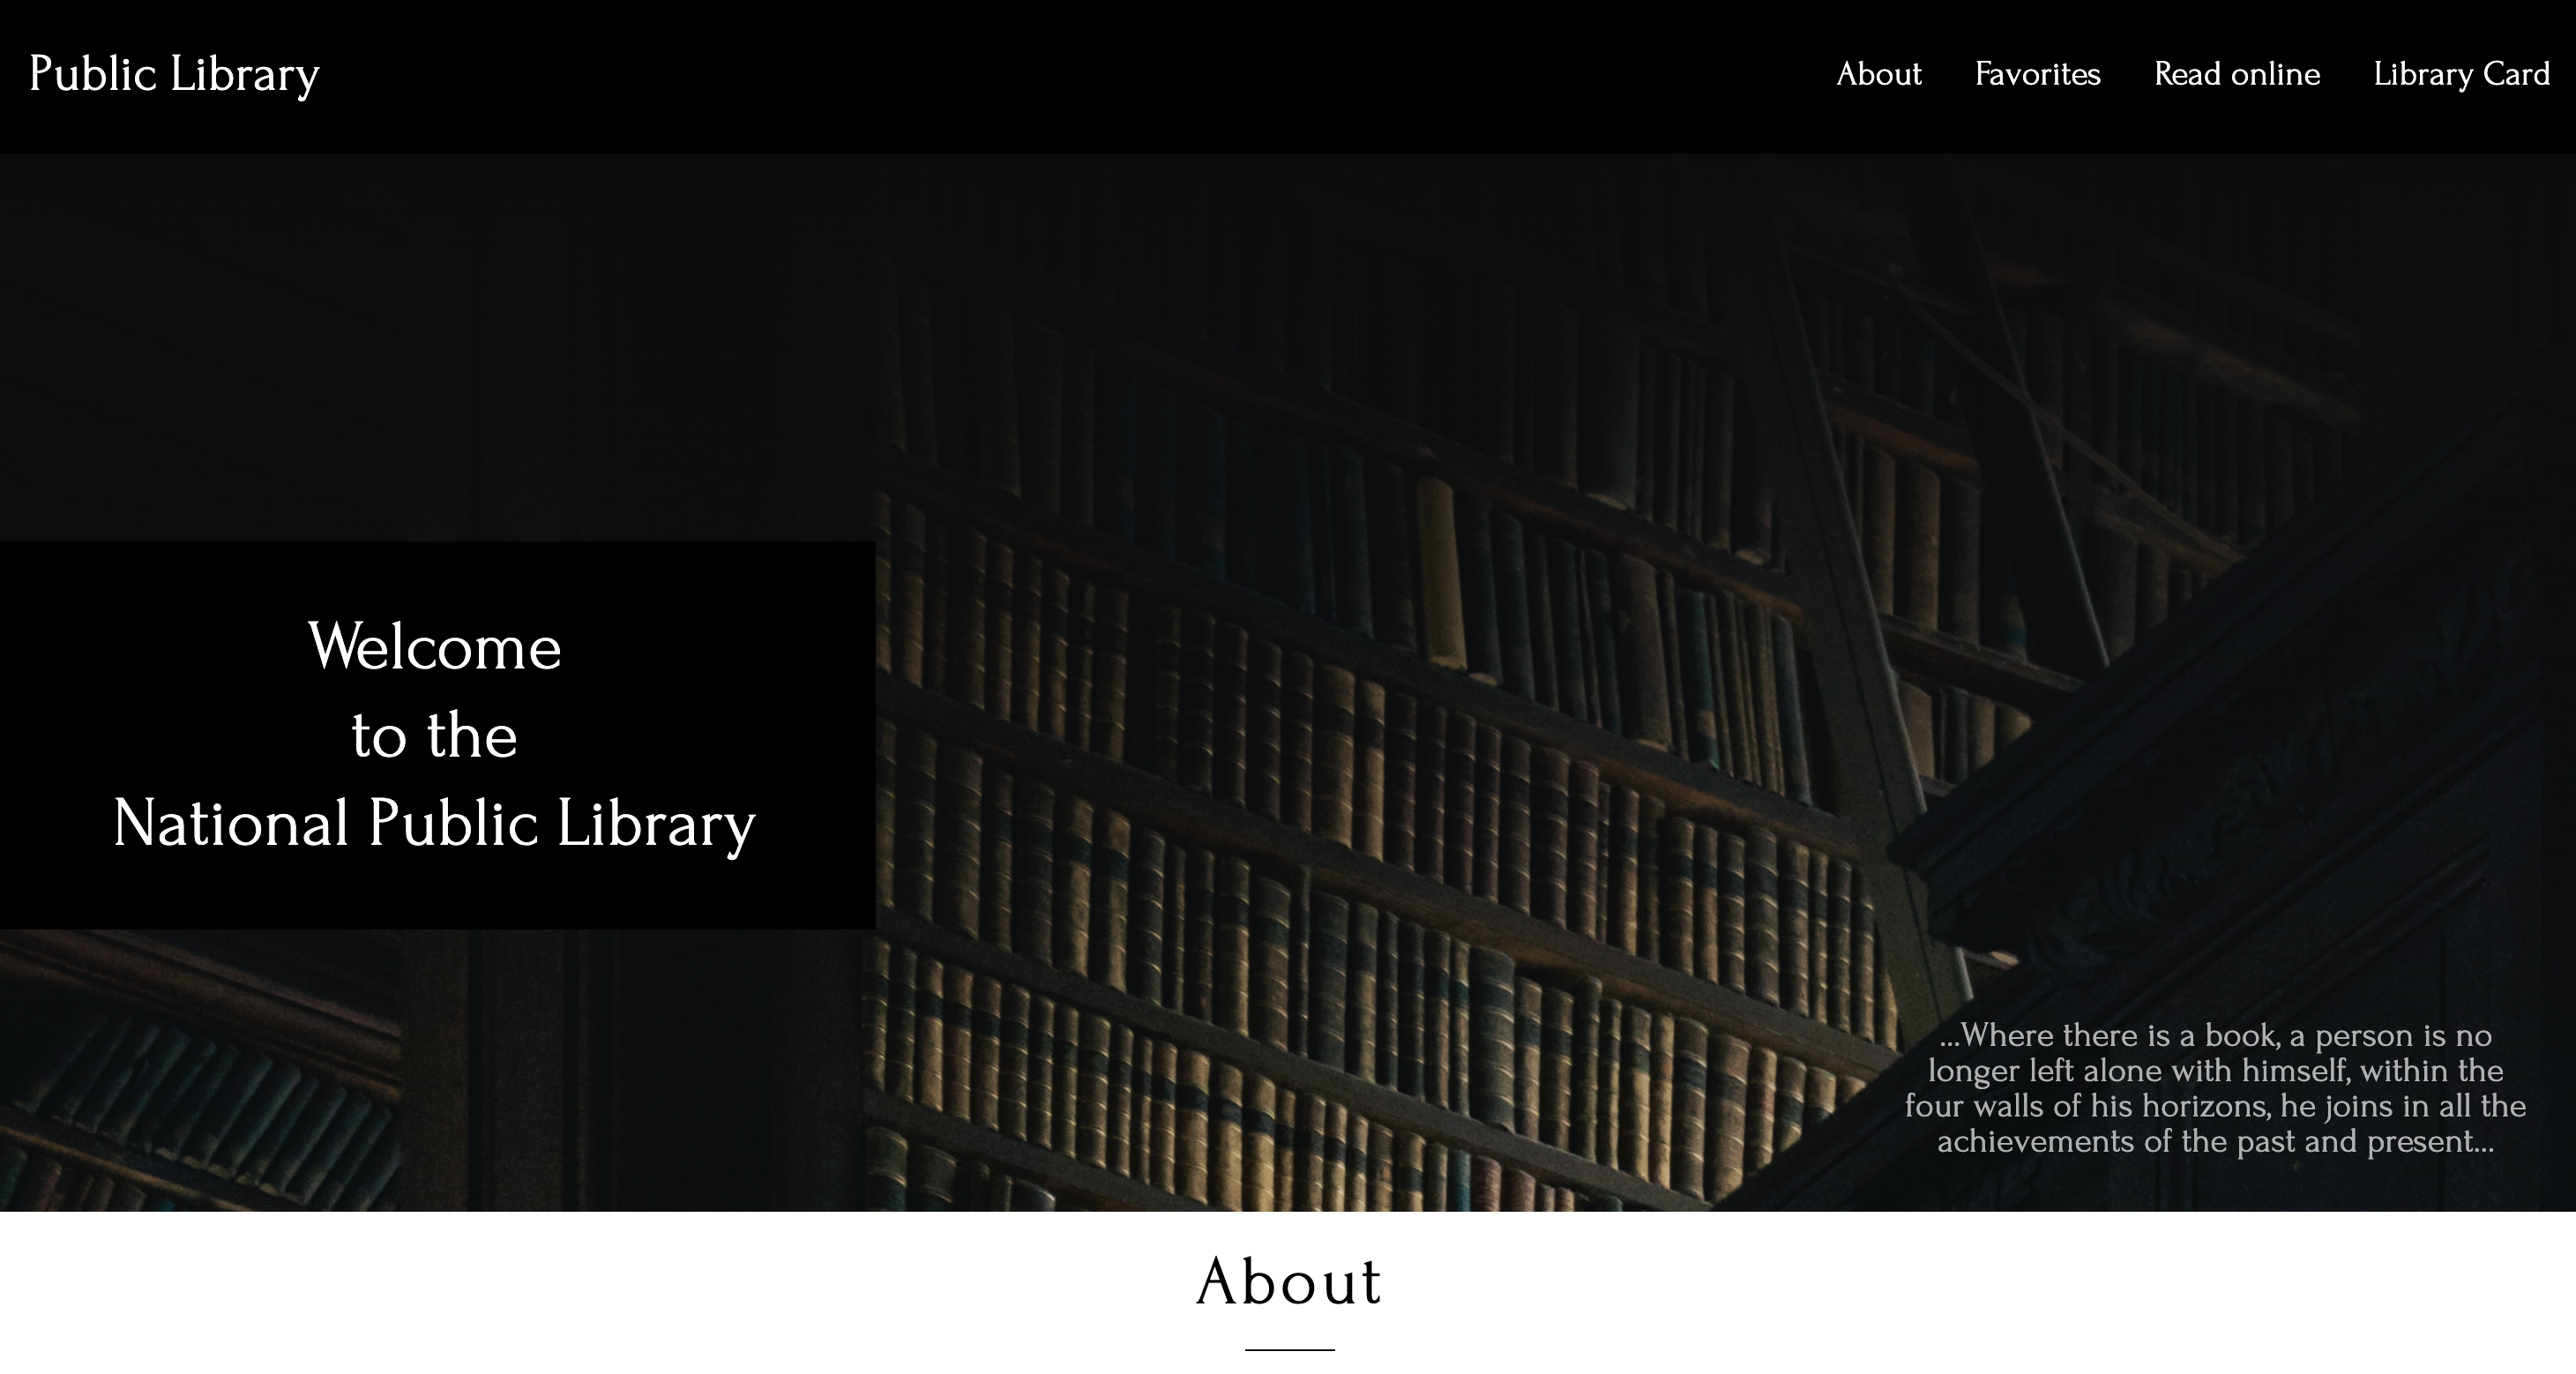 Public Library
About
Favorites
Read online
Library Card
Welcome
to the
National Public Library
...Where there is a book, a person is no
longer left alone with himself, within the
four walls of his horizons, he joins in all the
achievements of the past and present...
About